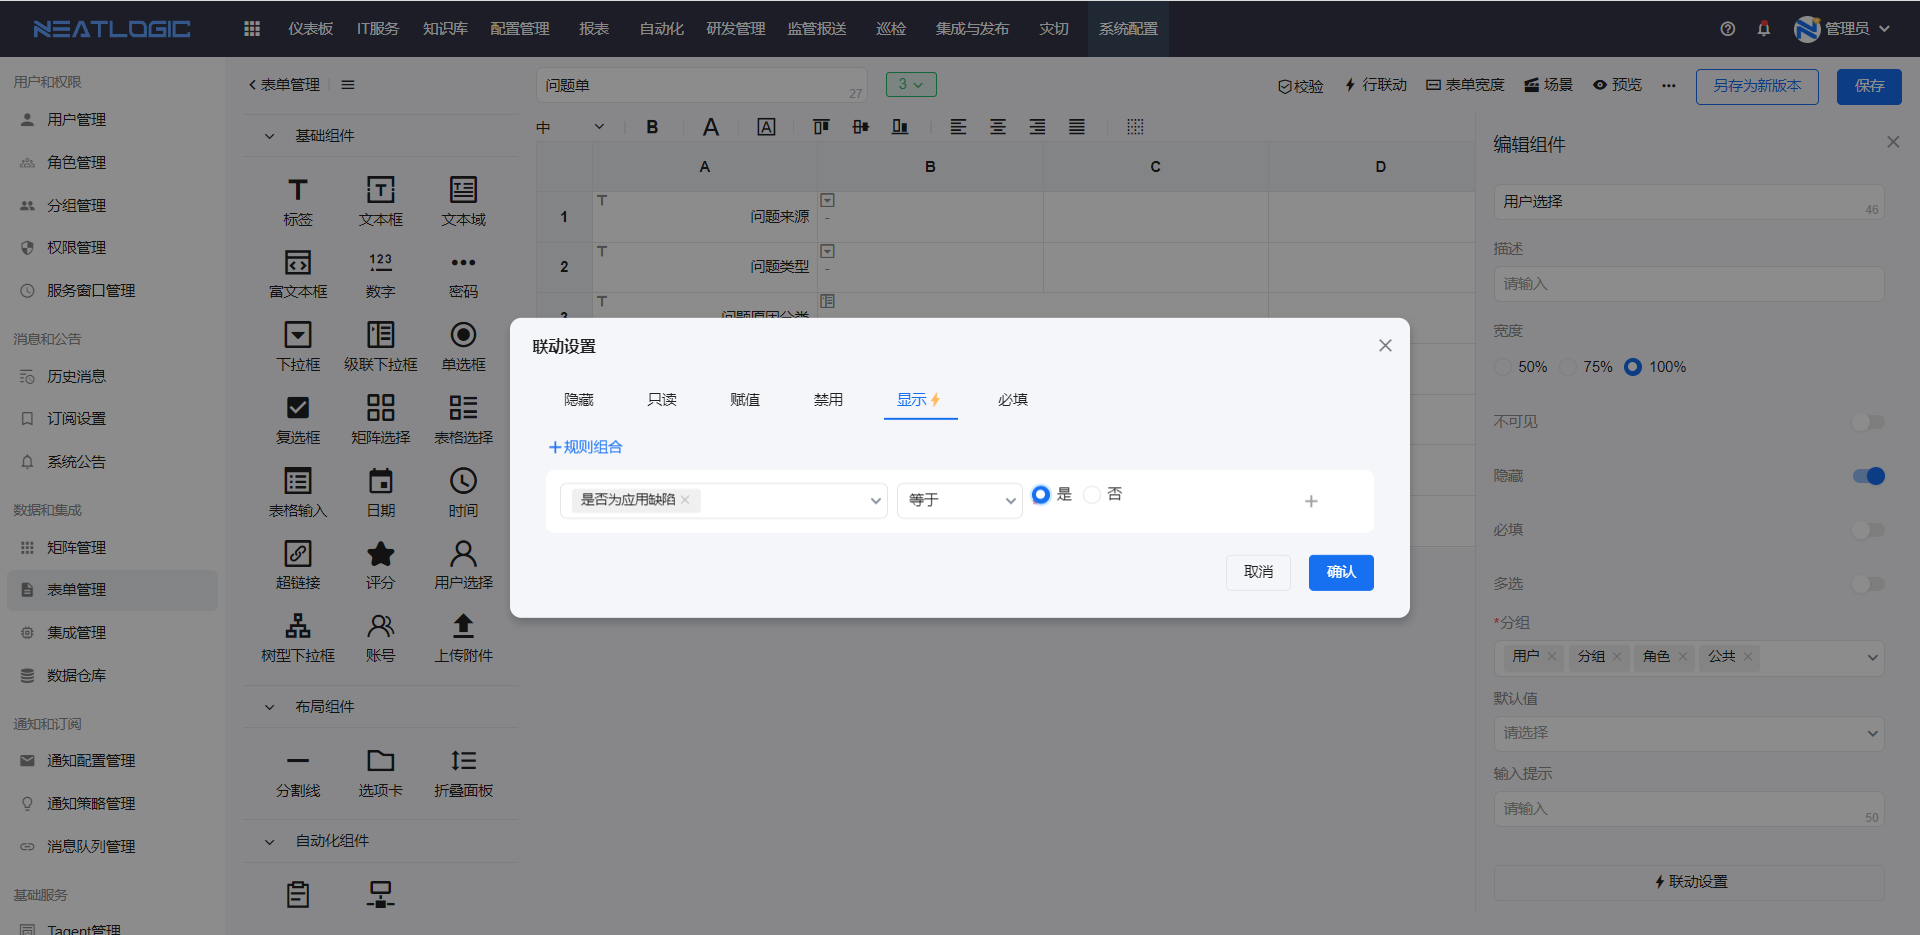 NEATLOGIC
仪表板 IT服务 知识库 配置管理 报表 自动化 研发管理 监管报送 巡检 集成与发布 灾切 系统配置
管理员
用户和权限
用户管理
角色管理
分组管理
权限管理
服务窗口管理
消息和公告
历史消息
订阅设置
系统公告
数据和集成
矩阵管理
表单管理
集成管理
数据仓库
通知和订阅
通知配置管理
通知策略管理
消息队列管理
基础服务
Tagent管理
表单管理
问题单 27
3
校验 行联动 表单宽度 场景 预览 ··· 另存为新版本 保存
基础组件
标签 文本框 文本域
富文本框 数字 密码
下拉框 级联下拉框 单选框
复选框 矩阵选择 表格选择
表格输入 日期 时间
超链接 评分 用户选择
树型下拉框 账号 上传附件
布局组件
分割线 选项卡 折叠面板
自动化组件
中 B A A
A B C D
1 问题来源 -
2 问题类型 -
3 问题原因分类
联动设置
隐藏 只读 赋值 禁用 显示 必填
+规则组合
是否为应用缺陷 等于 是 否
取消 确认
编辑组件
用户选择 46
描述
请输入
宽度
50% 75% 100%
不可见
隐藏
必填
多选
*分组
用户 分组 角色 公共
默认值
请选择
输入提示
请输入 50
联动设置